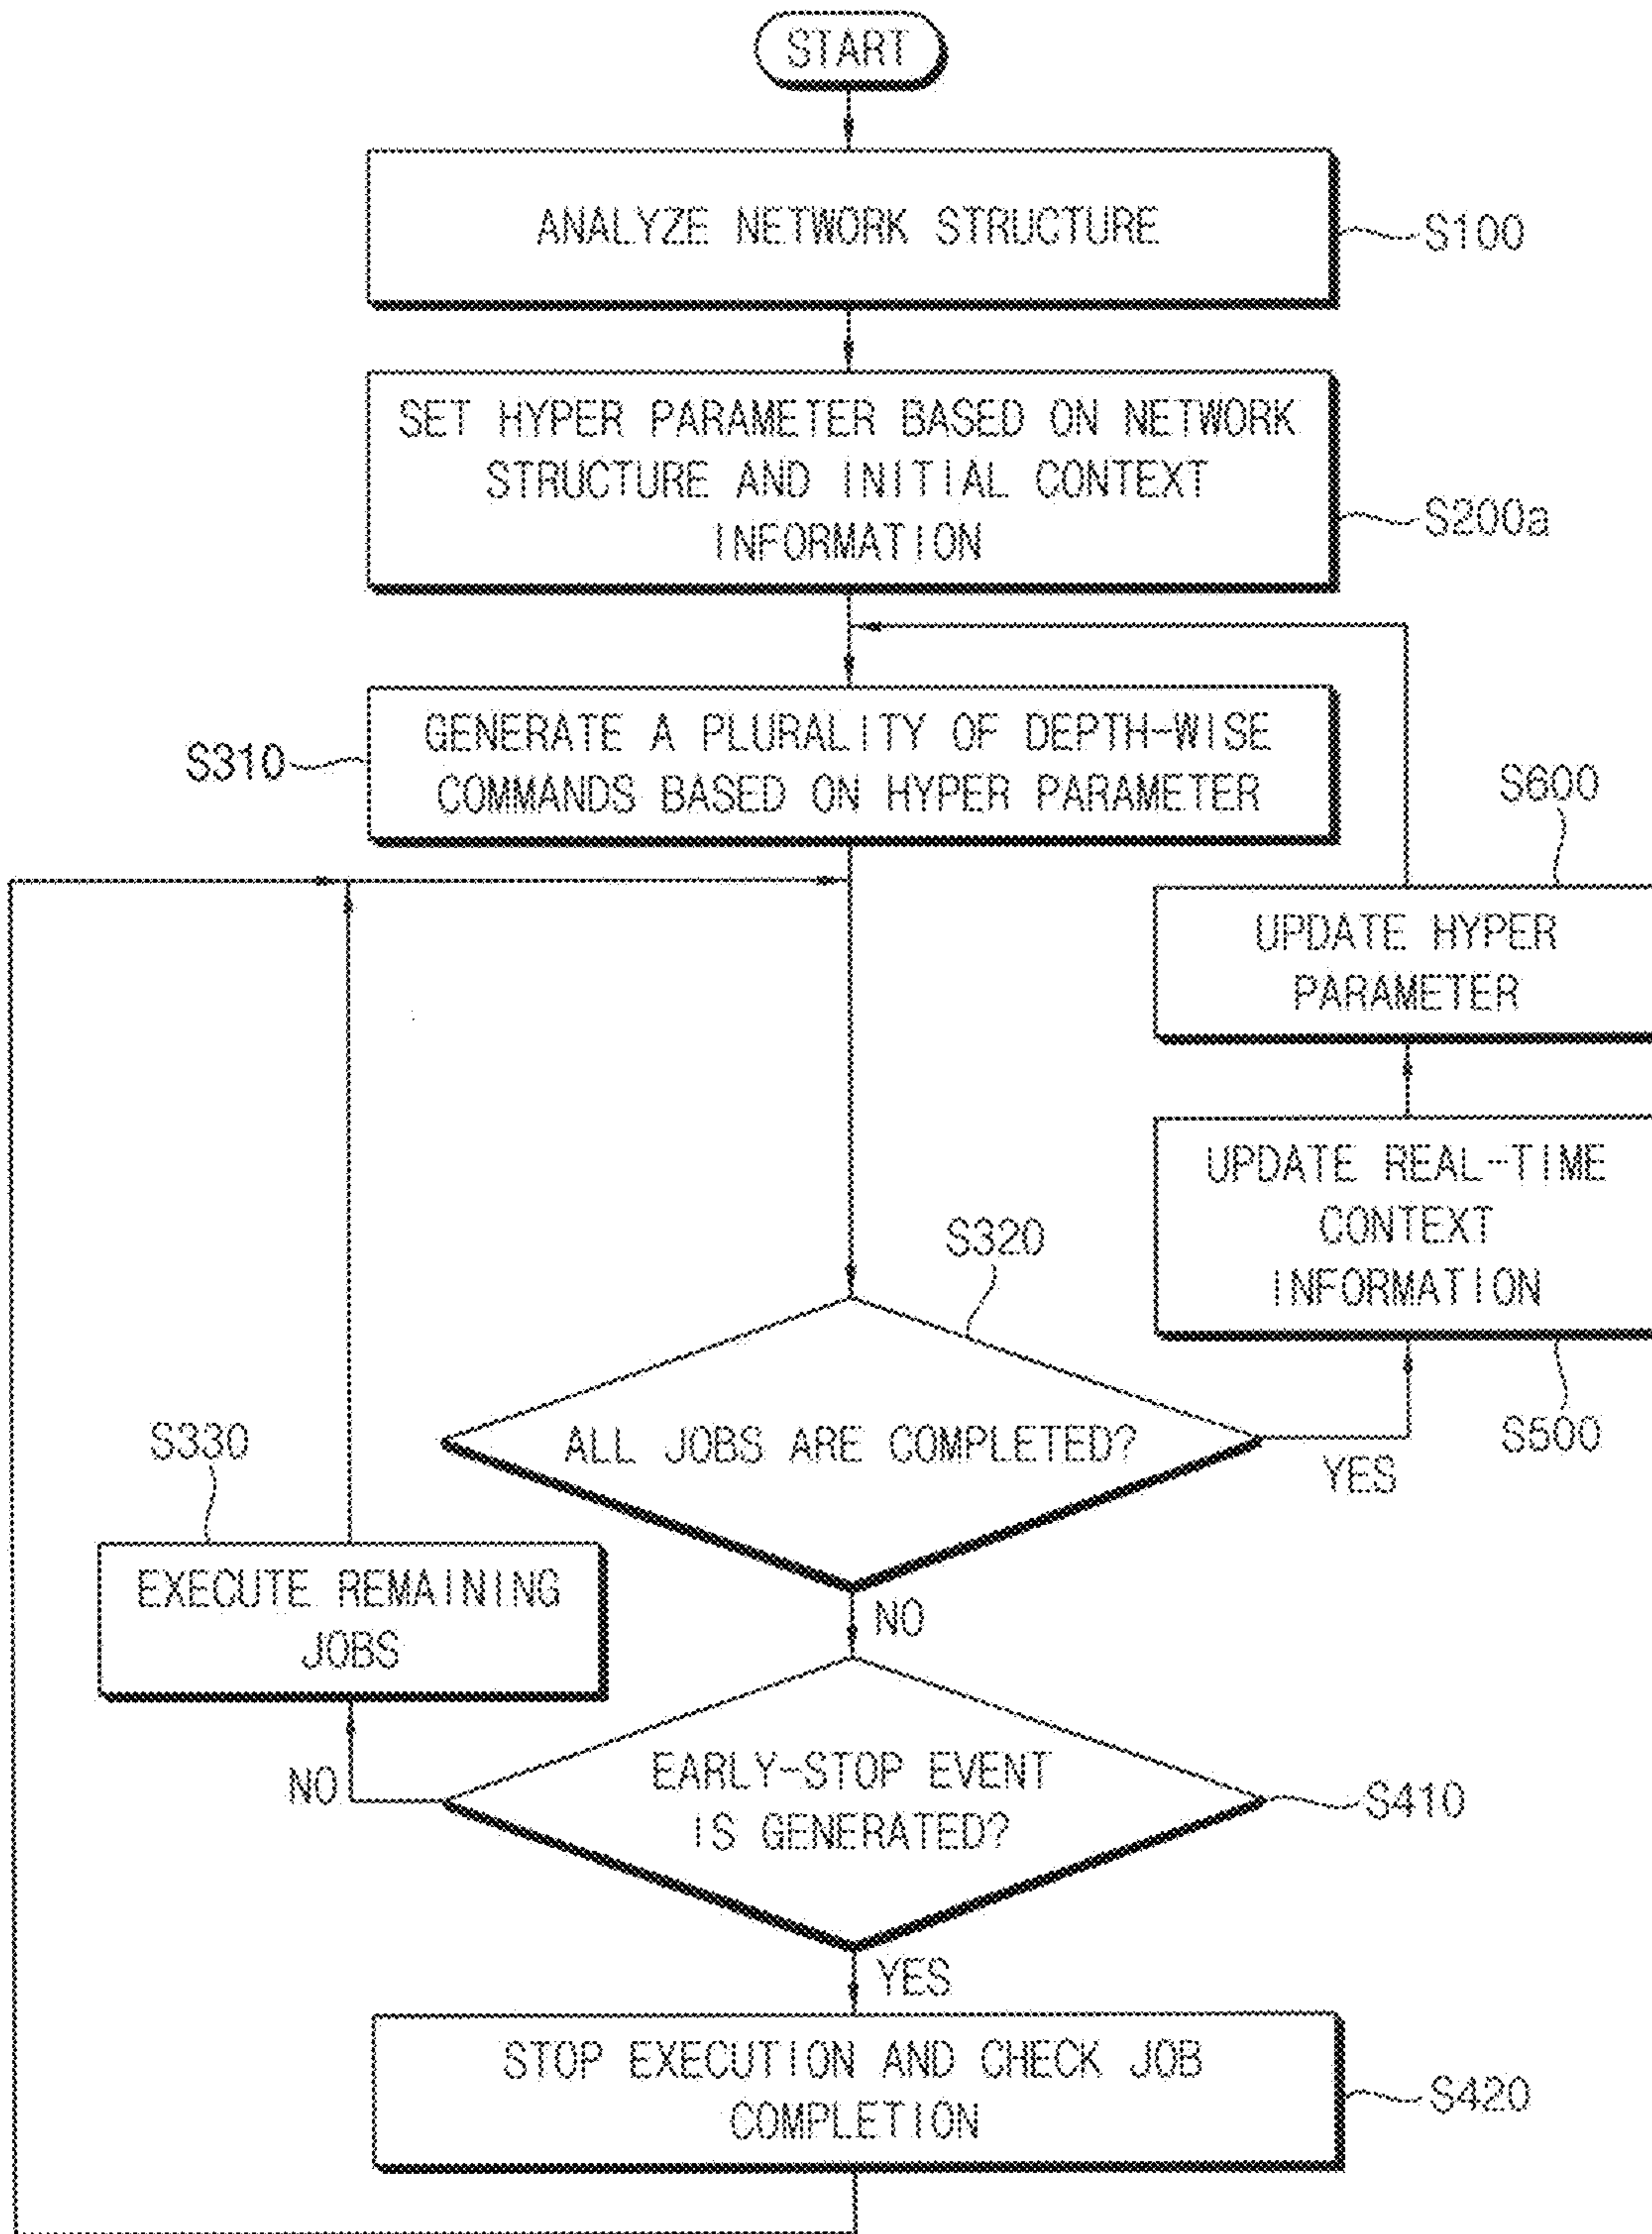 START
ANALYZE NETWORK STRUCTURE
S100
SET HYPER PARAMETER BASED ON NETWORK
STRUCTURE AND INITIAL CONTEXT
INFORMATION
S200a
GENERATE A PLURALITY OF DEPTH-WISE
COMMANDS BASED ON HYPER PARAMETER
S310
S600
UPDATE HYPER
PARAMETER
UPDATE REAL-TIME
CONTEXT
INFORMATION
S500
S320
ALL JOBS ARE COMPLETED?
YES
NO
S330
EXECUTE REMAINING
JOBS
NO
EARLY-STOP EVENT
IS GENERATED?
S410
YES
STOP EXECUTION AND CHECK JOB
COMPLETION
S420